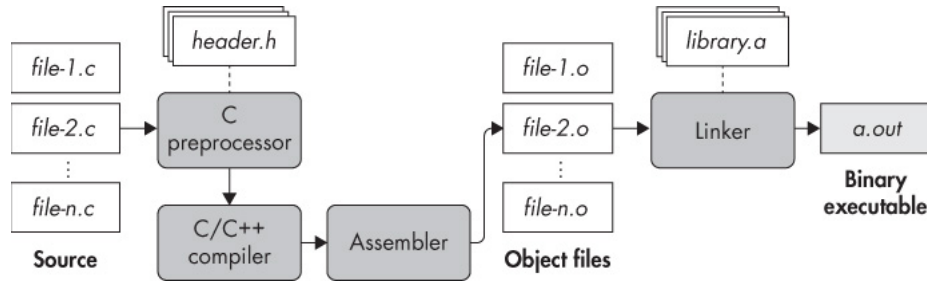 header.h
library.a
file-1.c
file-1.o
file-2.c
C
preprocessor
file-2.o
Linker
a.out
⋮
⋮
Binary
executable
file-n.c
C/C++
compiler
Assembler
file-n.o
Source
Object files